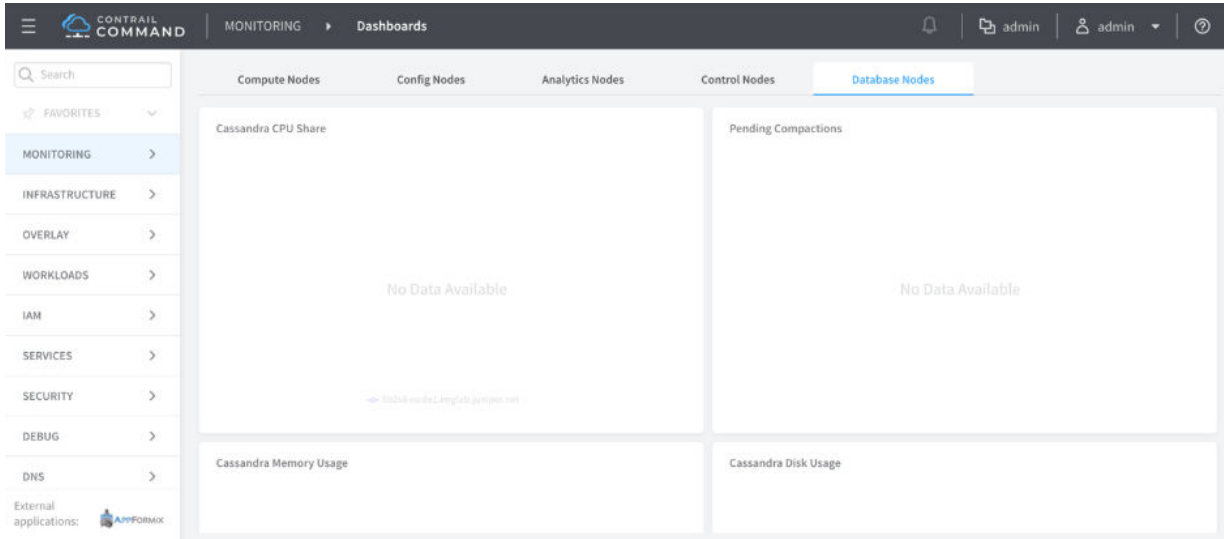 CONTRAIL
COMMAND
MONITORING
Dashboards
admin
admin
Search
FAVORITES
MONITORING
INFRASTRUCTURE
OVERLAY
WORKLOADS
IAM
SERVICES
SECURITY
DEBUG
DNS
External
applications:
APPFORMIX
Compute Nodes
Config Nodes
Analytics Nodes
Control Nodes
Database Nodes
Cassandra CPU Share
No Data Available
Pending Compactions
No Data Available
Cassandra Memory Usage
Cassandra Disk Usage